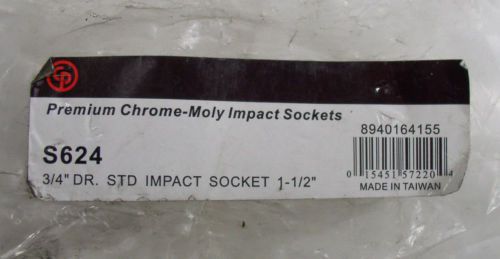 Premium Chrome-Moly Impact Sockets
8940164155
S624
3/4" DR. STD IMPACT SOCKET 1-1/2"
0 15451 57220 4
MADE IN TAIWAN